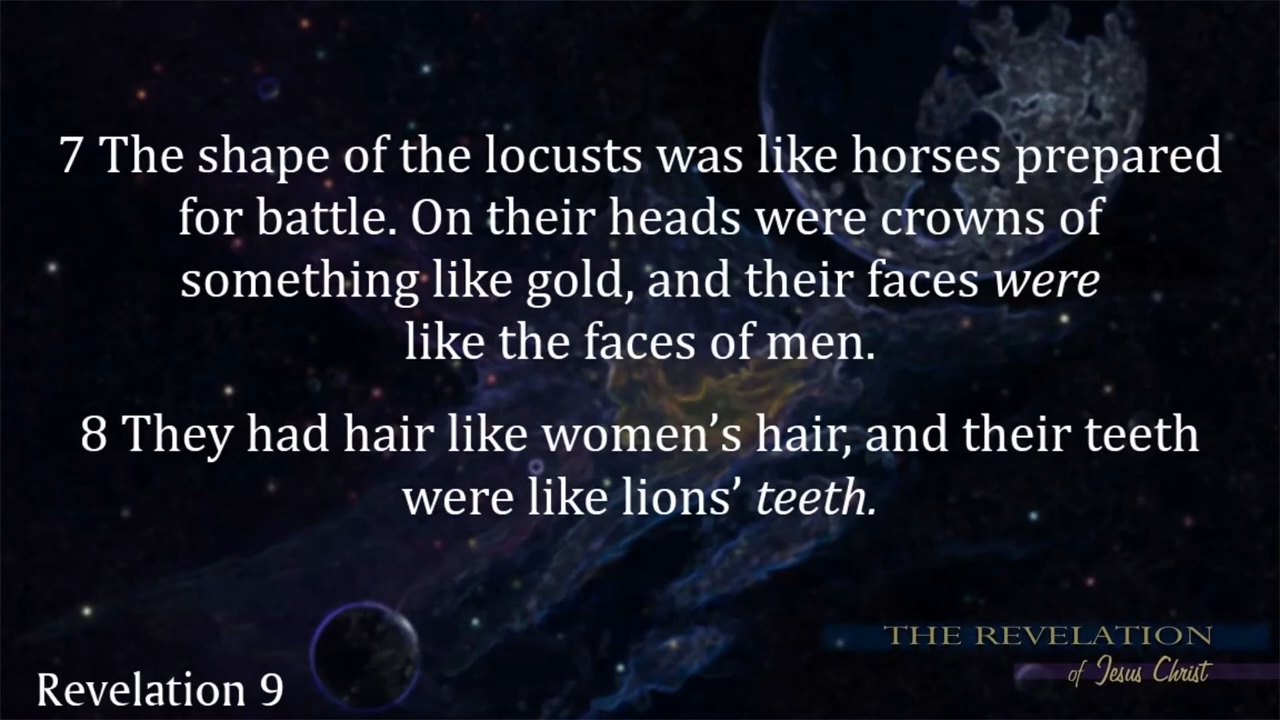 7 The shape of the locusts was like horses prepared
for battle. On their heads were crowns of
something like gold, and their faces were
like the faces of men.
8 They had hair like women’s hair, and their teeth
were like lions’ teeth.
THE REVELATION
of Jesus Christ
Revelation 9